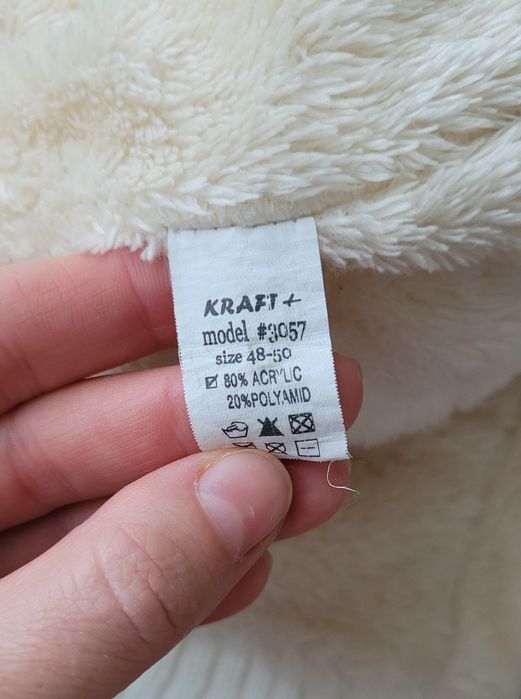 KRAFT+
model #3057
size 48-50
80% ACRYLIC
20%POLYAMID